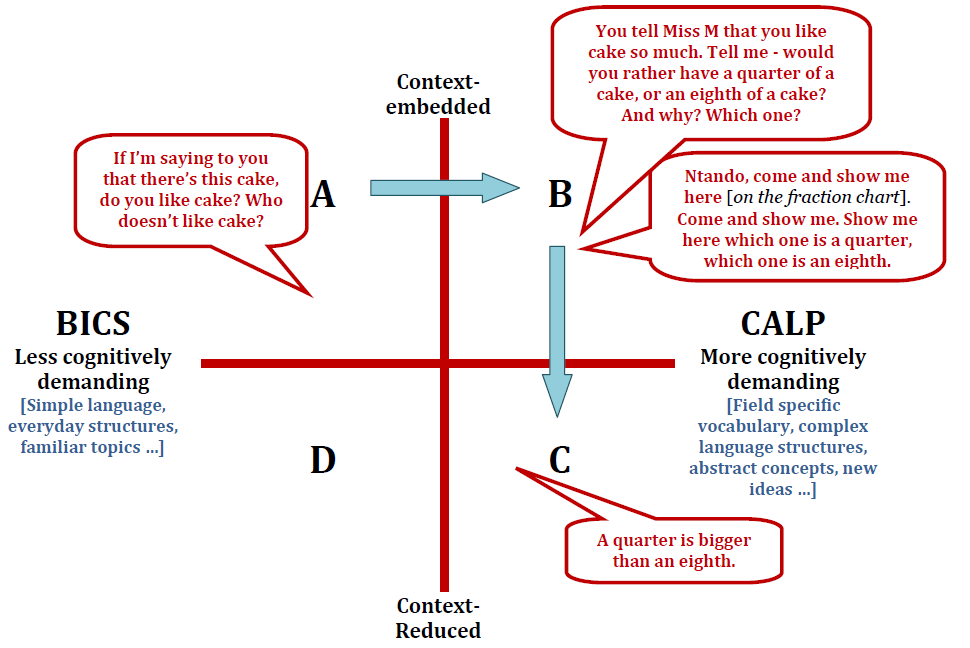 You tell Miss M that you like
cake so much. Tell me - would
you rather have a quarter of a
cake, or an eighth of a cake?
And why? Which one?
Context-
embedded
If I’m saying to you
that there’s this cake,
do you like cake? Who
doesn’t like cake?
A
B
Ntando, come and show me
here [on the fraction chart].
Come and show me. Show me
here which one is a quarter,
which one is an eighth.
BICS
Less cognitively
demanding
[Simple language,
everyday structures,
familiar topics ...]
CALP
More cognitively
demanding
[Field specific
vocabulary, complex
language structures,
abstract concepts, new
ideas ...]
D
C
A quarter is bigger
than an eighth.
Context-
Reduced